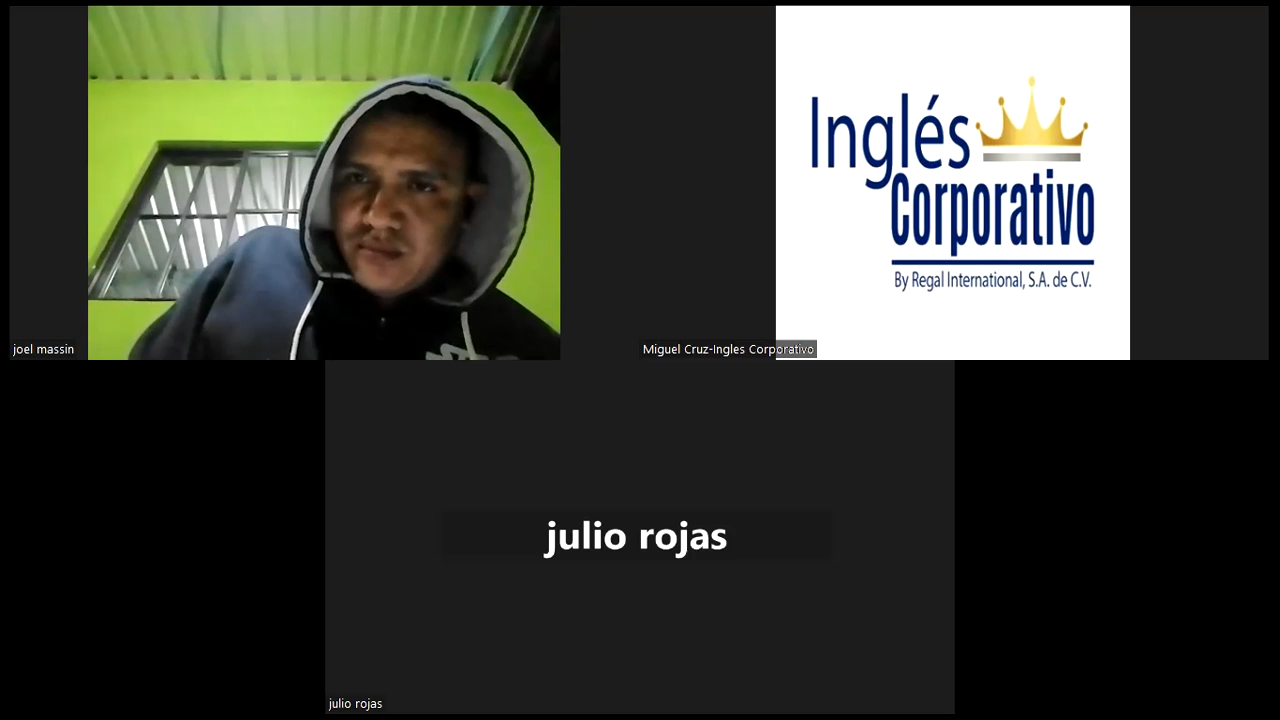 Inglés
Corporativo
By Regal International, S.A. de C.V.
joel massin
Miguel Cruz-Ingles Corporativo
julio rojas
julio rojas